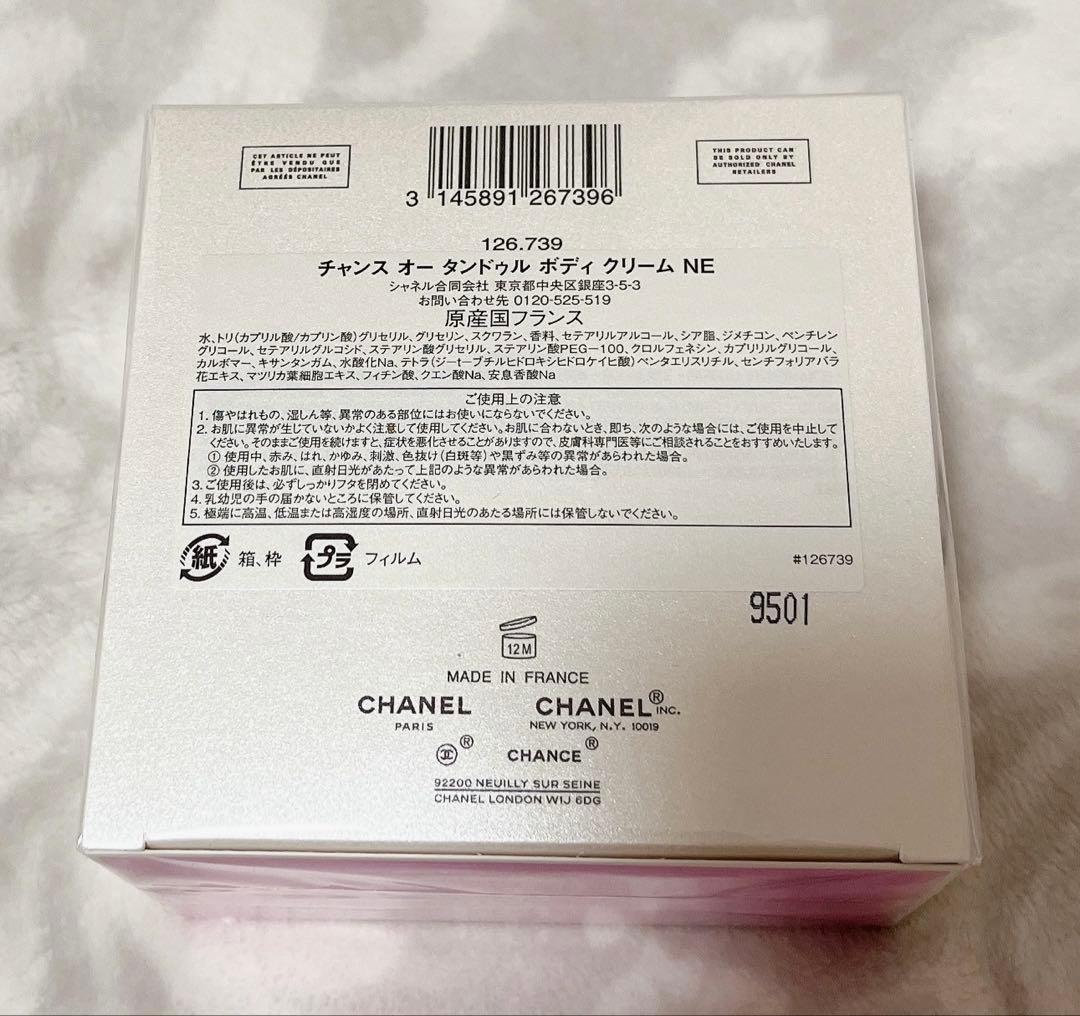 CET ARTICLE NE PEUT
ÊTRE VENDU QUE
PAR LES DÉPOSITAIRES
AGRÉÉS CHANEL
THIS PRODUCT CAN
BE SOLD ONLY BY
AUTHORIZED CHANEL
RETAILERS
3 145891 267396
126.739
チャンス オー タンドゥル ボディ クリーム NE
シャネル合同会社 東京都中央区銀座3-5-3
お問い合わせ先 0120-525-519
原産国フランス
水、トリ(カプリル酸/カプリン酸)グリセリル、グリセリン、スクワラン、香料、セテアリルアルコール、シア脂、ジメチコン、ペンチレン
グリコール、セテアリルグルコシド、ステアリン酸グリセリル、ステアリン酸PEG-100、クロルフェネシン、カプリリルグリコール、
カルボマー、キサンタンガム、水酸化Na、テトラ(ジ-t-ブチルヒドロキシヒドロケイヒ酸)ペンタエリスリチル、センチフォリアバラ
花エキス、マツリカ葉細胞エキス、フィチン酸、クエン酸Na、安息香酸Na
ご使用上の注意
1. 傷やはれもの、湿しん等、異常のある部位にはお使いにならないでください。
2. お肌に異常が生じていないかよく注意して使用してください。お肌に合わないとき、即ち、次のような場合には、ご使用を中止して
ください。そのままご使用を続けますと、症状を悪化させることがありますので、皮膚科専門医等にご相談されることをおすすめいたします。
① 使用中、赤み、はれ、かゆみ、刺激、色抜け(白斑等)や黒ずみ等の異常があらわれた場合。
② 使用したお肌に、直射日光があたって上記のような異常があらわれた場合。
3. ご使用後は、必ずしっかりフタを閉めてください。
4. 乳幼児の手の届かないところに保管してください。
5. 極端に高温、低温または高湿度の場所、直射日光のあたる場所には保管しないでください。
紙 箱、枠 プラ フィルム #126739
9501
12M
MADE IN FRANCE
CHANEL CHANEL® INC.
PARIS NEW YORK, N.Y. 10019
® CHANCE®
92200 NEUILLY SUR SEINE
CHANEL LONDON W1J 6DG